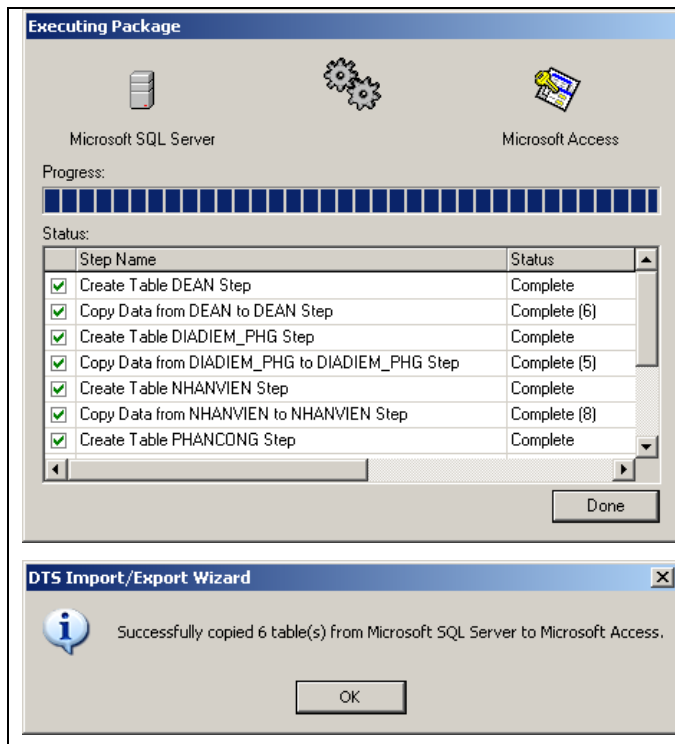 Executing Package
Microsoft SQL Server Microsoft Access
Progress:
Status:
Step Name Status
Create Table DEAN Step Complete
Copy Data from DEAN to DEAN Step Complete (6)
Create Table DIADIEM_PHG Step Complete
Copy Data from DIADIEM_PHG to DIADIEM_PHG Step Complete (5)
Create Table NHANVIEN Step Complete
Copy Data from NHANVIEN to NHANVIEN Step Complete (8)
Create Table PHANCONG Step Complete
Done
DTS Import/Export Wizard
Successfully copied 6 table(s) from Microsoft SQL Server to Microsoft Access.
OK